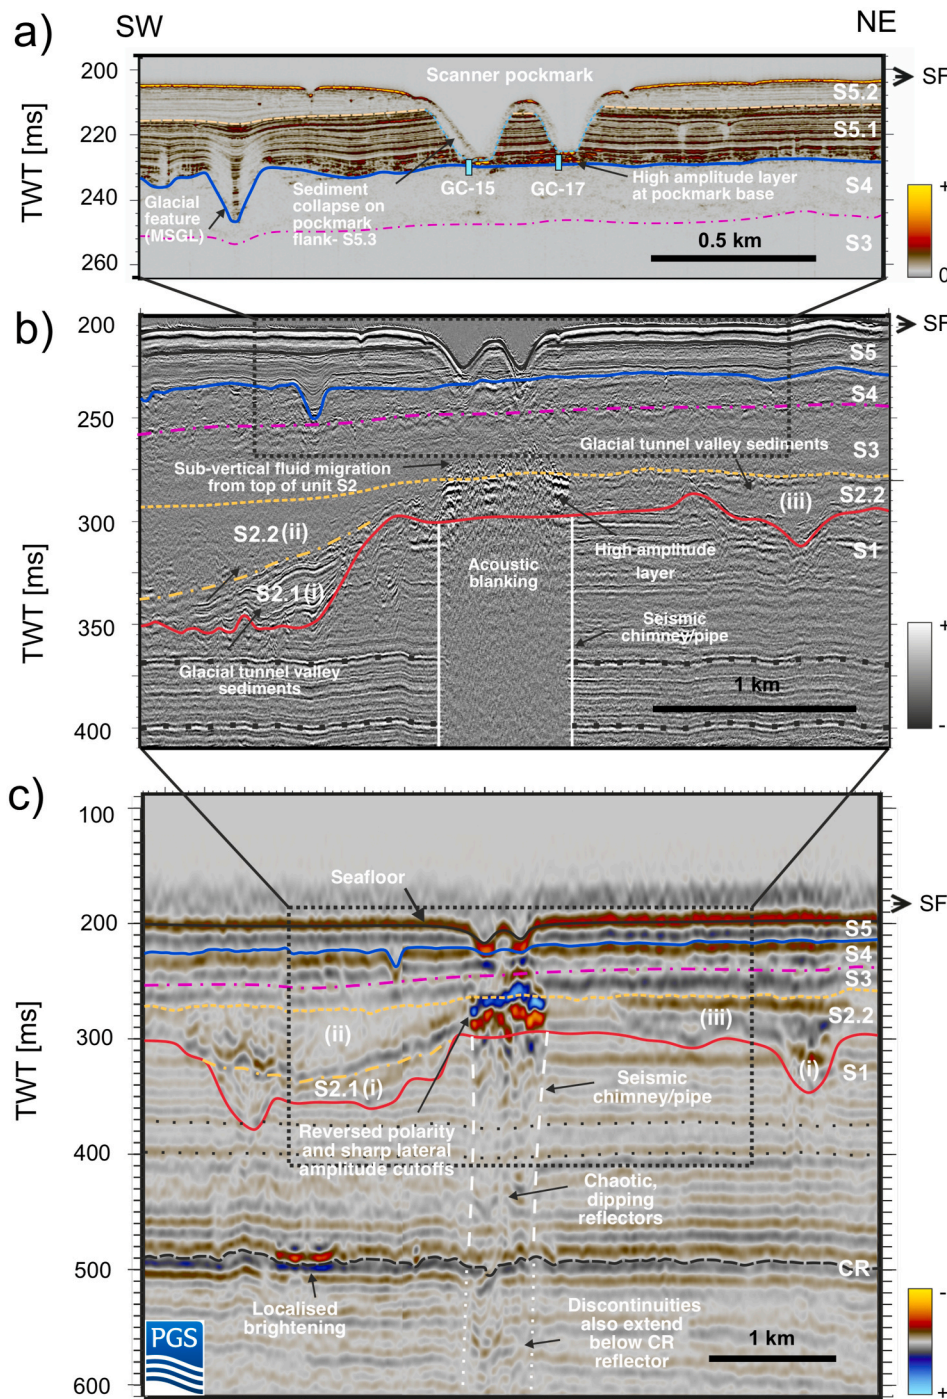 a)
SW
NE
200
220
240
260
TWT [ms]
Scanner pockmark
SF
S5.2
S5.1
S4
S3
Glacial
feature
(MSGL)
Sediment
collapse on
pockmark
flank- S5.3
GC-15
GC-17
High amplitude layer
at pockmark base
0.5 km
+
0
b)
200
250
300
350
400
TWT [ms]
SF
S5
S4
S3
S2.2
S1
Glacial tunnel valley sediments
Sub-vertical fluid migration
from top of unit S2
(iii)
S2.2 (ii)
S2.1 (i)
Acoustic
blanking
High amplitude
layer
Seismic
chimney/pipe
Glacial tunnel valley
sediments
1 km
+
-
c)
100
200
300
400
500
600
TWT [ms]
Seafloor
SF
S5
S4
S3
S2.2
S1
(ii)
(iii)
(i)
S2.1 (i)
Seismic
chimney/pipe
Reversed polarity
and sharp lateral
amplitude cutoffs
Chaotic,
dipping
reflectors
CR
Localised
brightening
Discontinuities
also extend
below CR
reflector
1 km
PGS
-
+